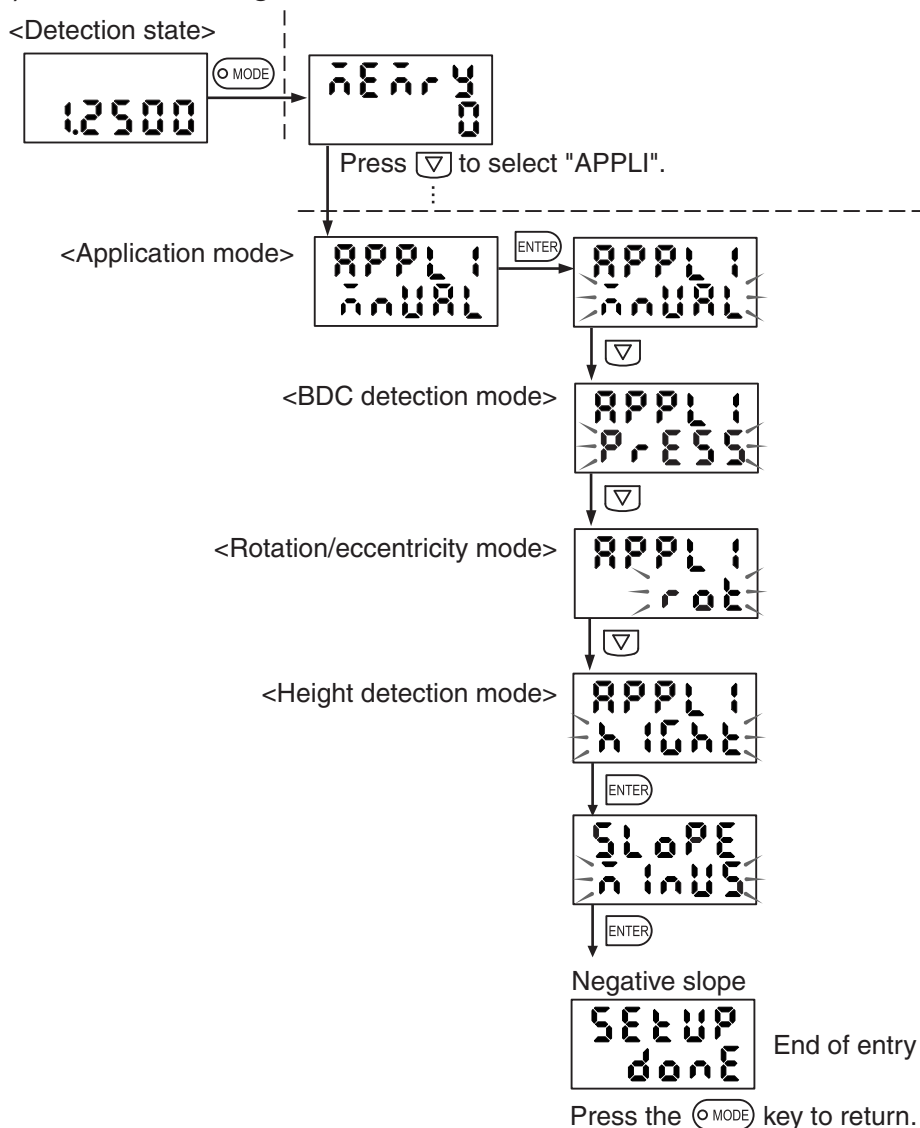 <Detection state>
1.2500
MODE
MEMrY
0
Press ▽ to select "APPLI".
<Application mode>
APPLI
MnUAL
ENTER
APPLI
MnUAL
▽
<BDC detection mode>
APPLI
PrESS
▽
<Rotation/eccentricity mode>
APPLI
rot
▽
<Height detection mode>
APPLI
hIGht
ENTER
SLoPE
MInUS
ENTER
Negative slope
SEtUP
donE
End of entry
Press the MODE key to return.